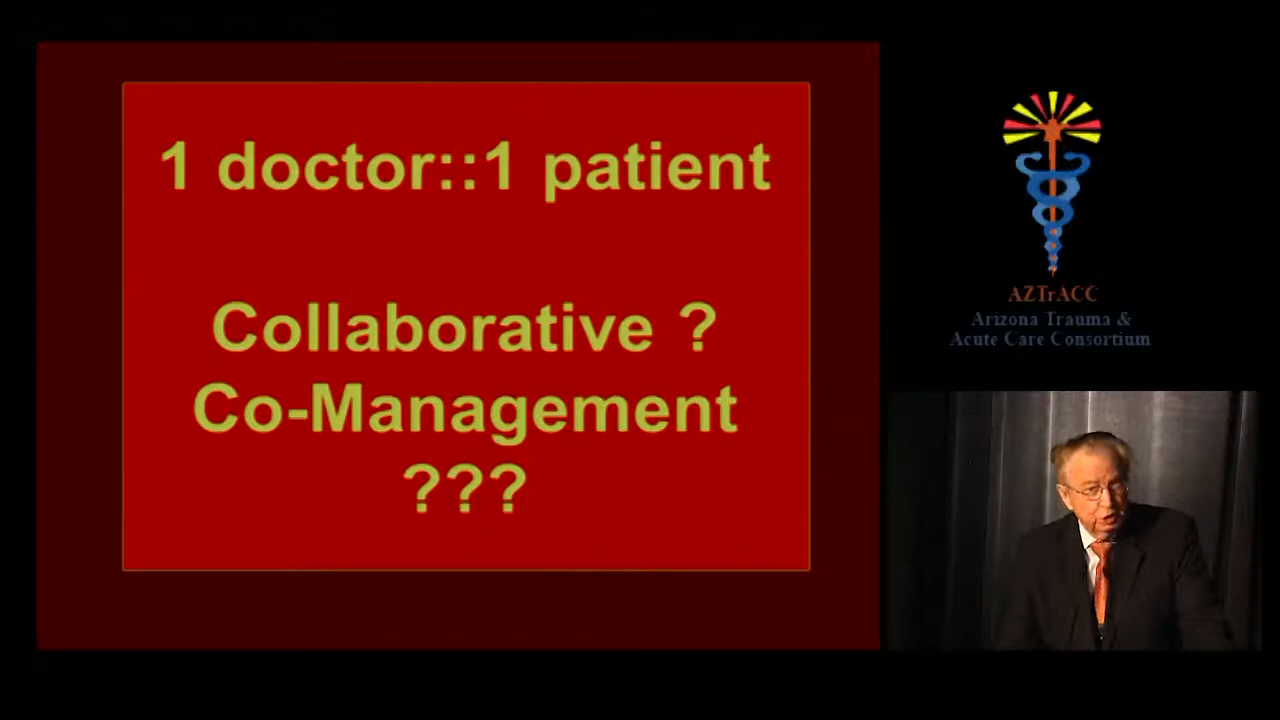 1 doctor::1 patient
Collaborative ?
Co-Management
???
AZTrACC
Arizona Trauma &
Acute Care Consortium